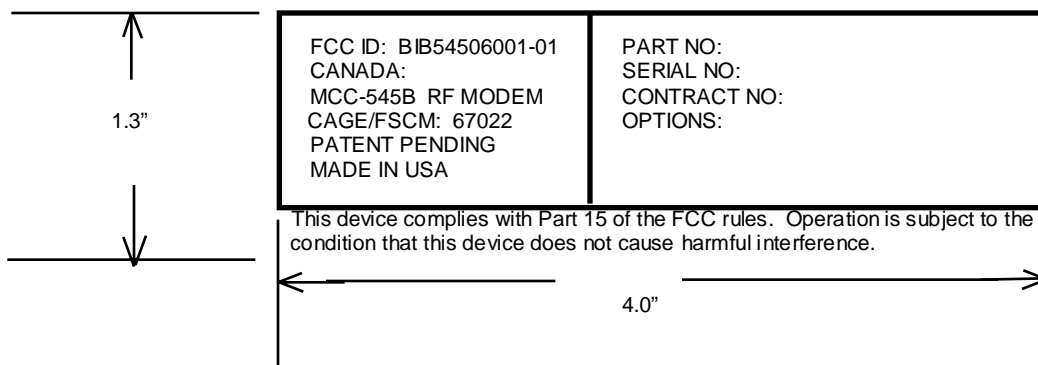 FCC ID: BIB54506001-01
CANADA:
MCC-545B RF MODEM
CAGE/FSCM: 67022
PATENT PENDING
MADE IN USA
PART NO:
SERIAL NO:
CONTRACT NO:
OPTIONS:
1.3”
This device complies with Part 15 of the FCC rules. Operation is subject to the
condition that this device does not cause harmful interference.
4.0”